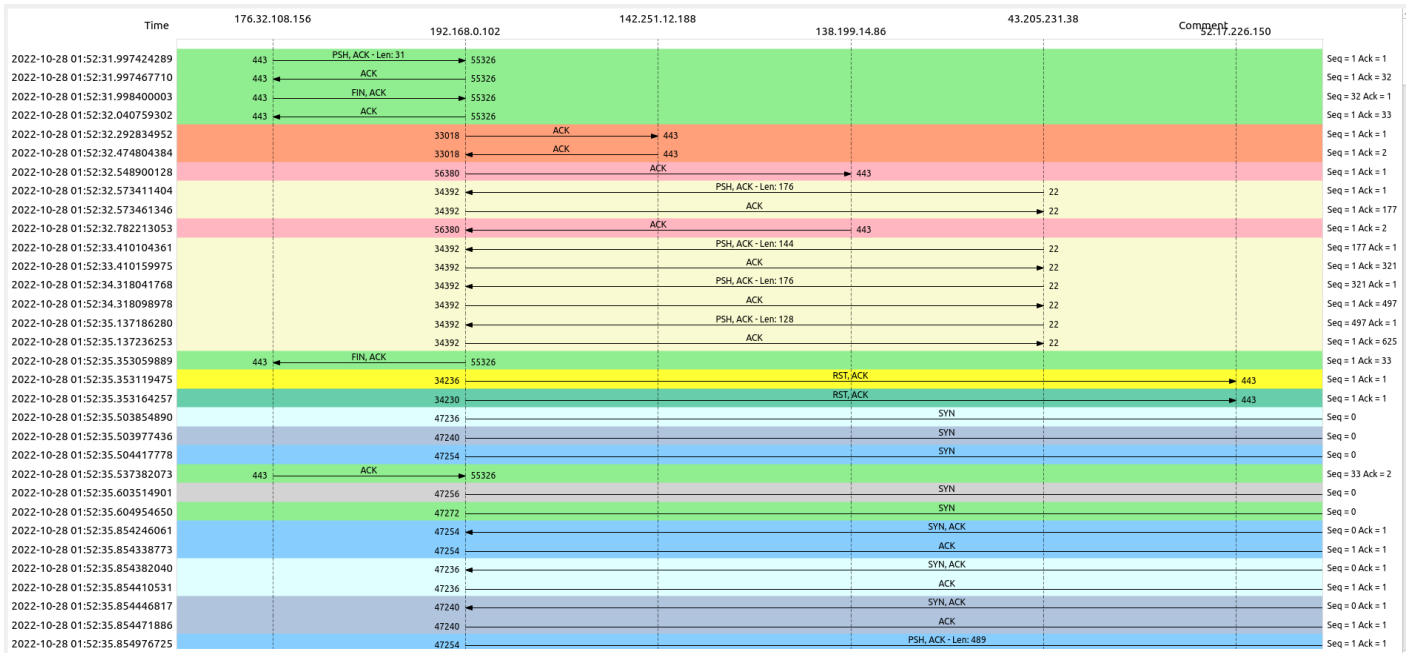 176.32.108.156 142.251.12.188 43.205.231.38
Time 192.168.0.102 138.199.14.86 Comment 52.17.226.150
2022-10-28 01:52:31.997424289 443 PSH, ACK - Len: 31 55326 Seq = 1 Ack = 1
2022-10-28 01:52:31.997467710 443 ACK 55326 Seq = 1 Ack = 32
2022-10-28 01:52:31.998400003 443 FIN, ACK 55326 Seq = 32 Ack = 1
2022-10-28 01:52:32.040759302 443 ACK 55326 Seq = 1 Ack = 33
2022-10-28 01:52:32.292834952 33018 ACK 443 Seq = 1 Ack = 1
2022-10-28 01:52:32.474804384 33018 ACK 443 Seq = 1 Ack = 2
2022-10-28 01:52:32.548900128 56380 ACK 443 Seq = 1 Ack = 1
2022-10-28 01:52:32.573411404 34392 PSH, ACK - Len: 176 22 Seq = 1 Ack = 1
2022-10-28 01:52:32.573461346 34392 ACK 22 Seq = 1 Ack = 177
2022-10-28 01:52:32.782213053 56380 ACK 443 Seq = 1 Ack = 2
2022-10-28 01:52:33.410104361 34392 PSH, ACK - Len: 144 22 Seq = 177 Ack = 1
2022-10-28 01:52:33.410159975 34392 ACK 22 Seq = 1 Ack = 321
2022-10-28 01:52:34.318041768 34392 PSH, ACK - Len: 176 22 Seq = 321 Ack = 1
2022-10-28 01:52:34.318098978 34392 ACK 22 Seq = 1 Ack = 497
2022-10-28 01:52:35.137186280 34392 PSH, ACK - Len: 128 22 Seq = 497 Ack = 1
2022-10-28 01:52:35.137236253 34392 ACK 22 Seq = 1 Ack = 625
2022-10-28 01:52:35.353059889 443 FIN, ACK 55326 Seq = 1 Ack = 33
2022-10-28 01:52:35.353119475 34236 RST, ACK 443 Seq = 1 Ack = 1
2022-10-28 01:52:35.353164257 34230 RST, ACK 443 Seq = 1 Ack = 1
2022-10-28 01:52:35.503854890 47236 SYN Seq = 0
2022-10-28 01:52:35.503977436 47240 SYN Seq = 0
2022-10-28 01:52:35.504417778 47254 SYN Seq = 0
2022-10-28 01:52:35.537382073 443 ACK 55326 Seq = 33 Ack = 2
2022-10-28 01:52:35.603514901 47256 SYN Seq = 0
2022-10-28 01:52:35.604954650 47272 SYN Seq = 0
2022-10-28 01:52:35.854246061 47254 SYN, ACK Seq = 0 Ack = 1
2022-10-28 01:52:35.854338773 47254 ACK Seq = 1 Ack = 1
2022-10-28 01:52:35.854382040 47236 SYN, ACK Seq = 0 Ack = 1
2022-10-28 01:52:35.854410531 47236 ACK Seq = 1 Ack = 1
2022-10-28 01:52:35.854446817 47240 SYN, ACK Seq = 0 Ack = 1
2022-10-28 01:52:35.854471886 47240 ACK Seq = 1 Ack = 1
2022-10-28 01:52:35.854976725 47254 PSH, ACK - Len: 489 Seq = 1 Ack = 1